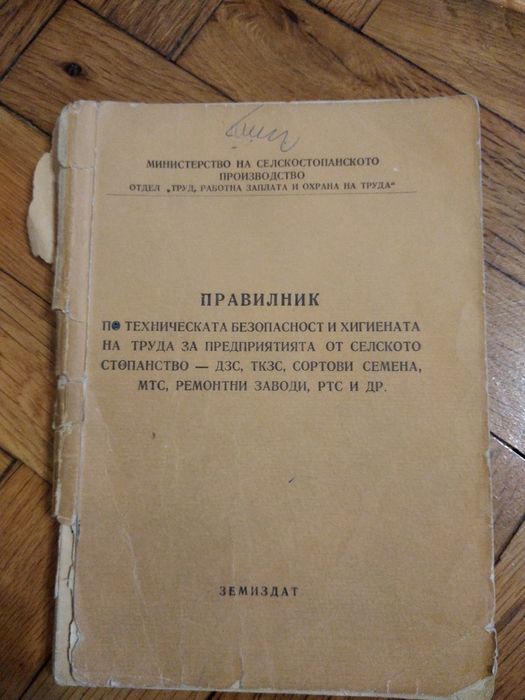 МИНИСТЕРСТВО НА СЕЛСКОСТОПАНСКОТО
ПРОИЗВОДСТВО
ОТДЕЛ „ТРУД, РАБОТНА ЗАПЛАТА И ОХРАНА НА ТРУДА“
ПРАВИЛНИК
ПО ТЕХНИЧЕСКАТА БЕЗОПАСНОСТ И ХИГИЕНАТА
НА ТРУДА ЗА ПРЕДПРИЯТИЯТА ОТ СЕЛСКОТО
СТОПАНСТВО — ДЗС, ТКЗС, СОРТОВИ СЕМЕНА,
МТС, РЕМОНТНИ ЗАВОДИ, РТС И ДР.
ЗЕМИЗДАТ